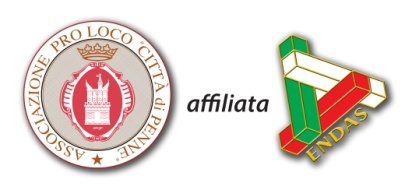 ASSOCIAZIONE PRO LOCO "CITTÀ di PENNE"
affiliata
ENDAS